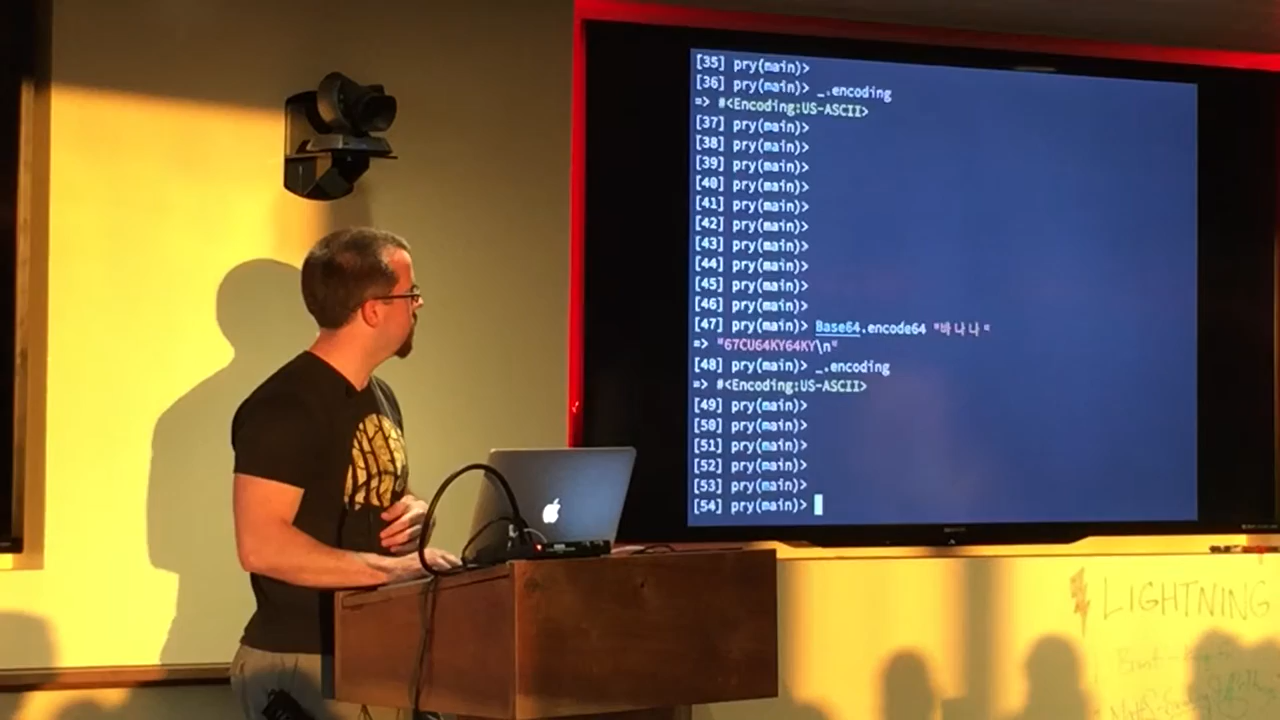 [35] pry(main)>
[36] pry(main)> _.encoding
=> #<Encoding:US-ASCII>
[37] pry(main)>
[38] pry(main)>
[39] pry(main)>
[40] pry(main)>
[41] pry(main)>
[42] pry(main)>
[43] pry(main)>
[44] pry(main)>
[45] pry(main)>
[46] pry(main)>
[47] pry(main)> Base64.encode64 "바나나"
=> "67CU64KY64KY\n"
[48] pry(main)> _.encoding
=> #<Encoding:US-ASCII>
[49] pry(main)>
[50] pry(main)>
[51] pry(main)>
[52] pry(main)>
[53] pry(main)>
[54] pry(main)>
LIGHTNING